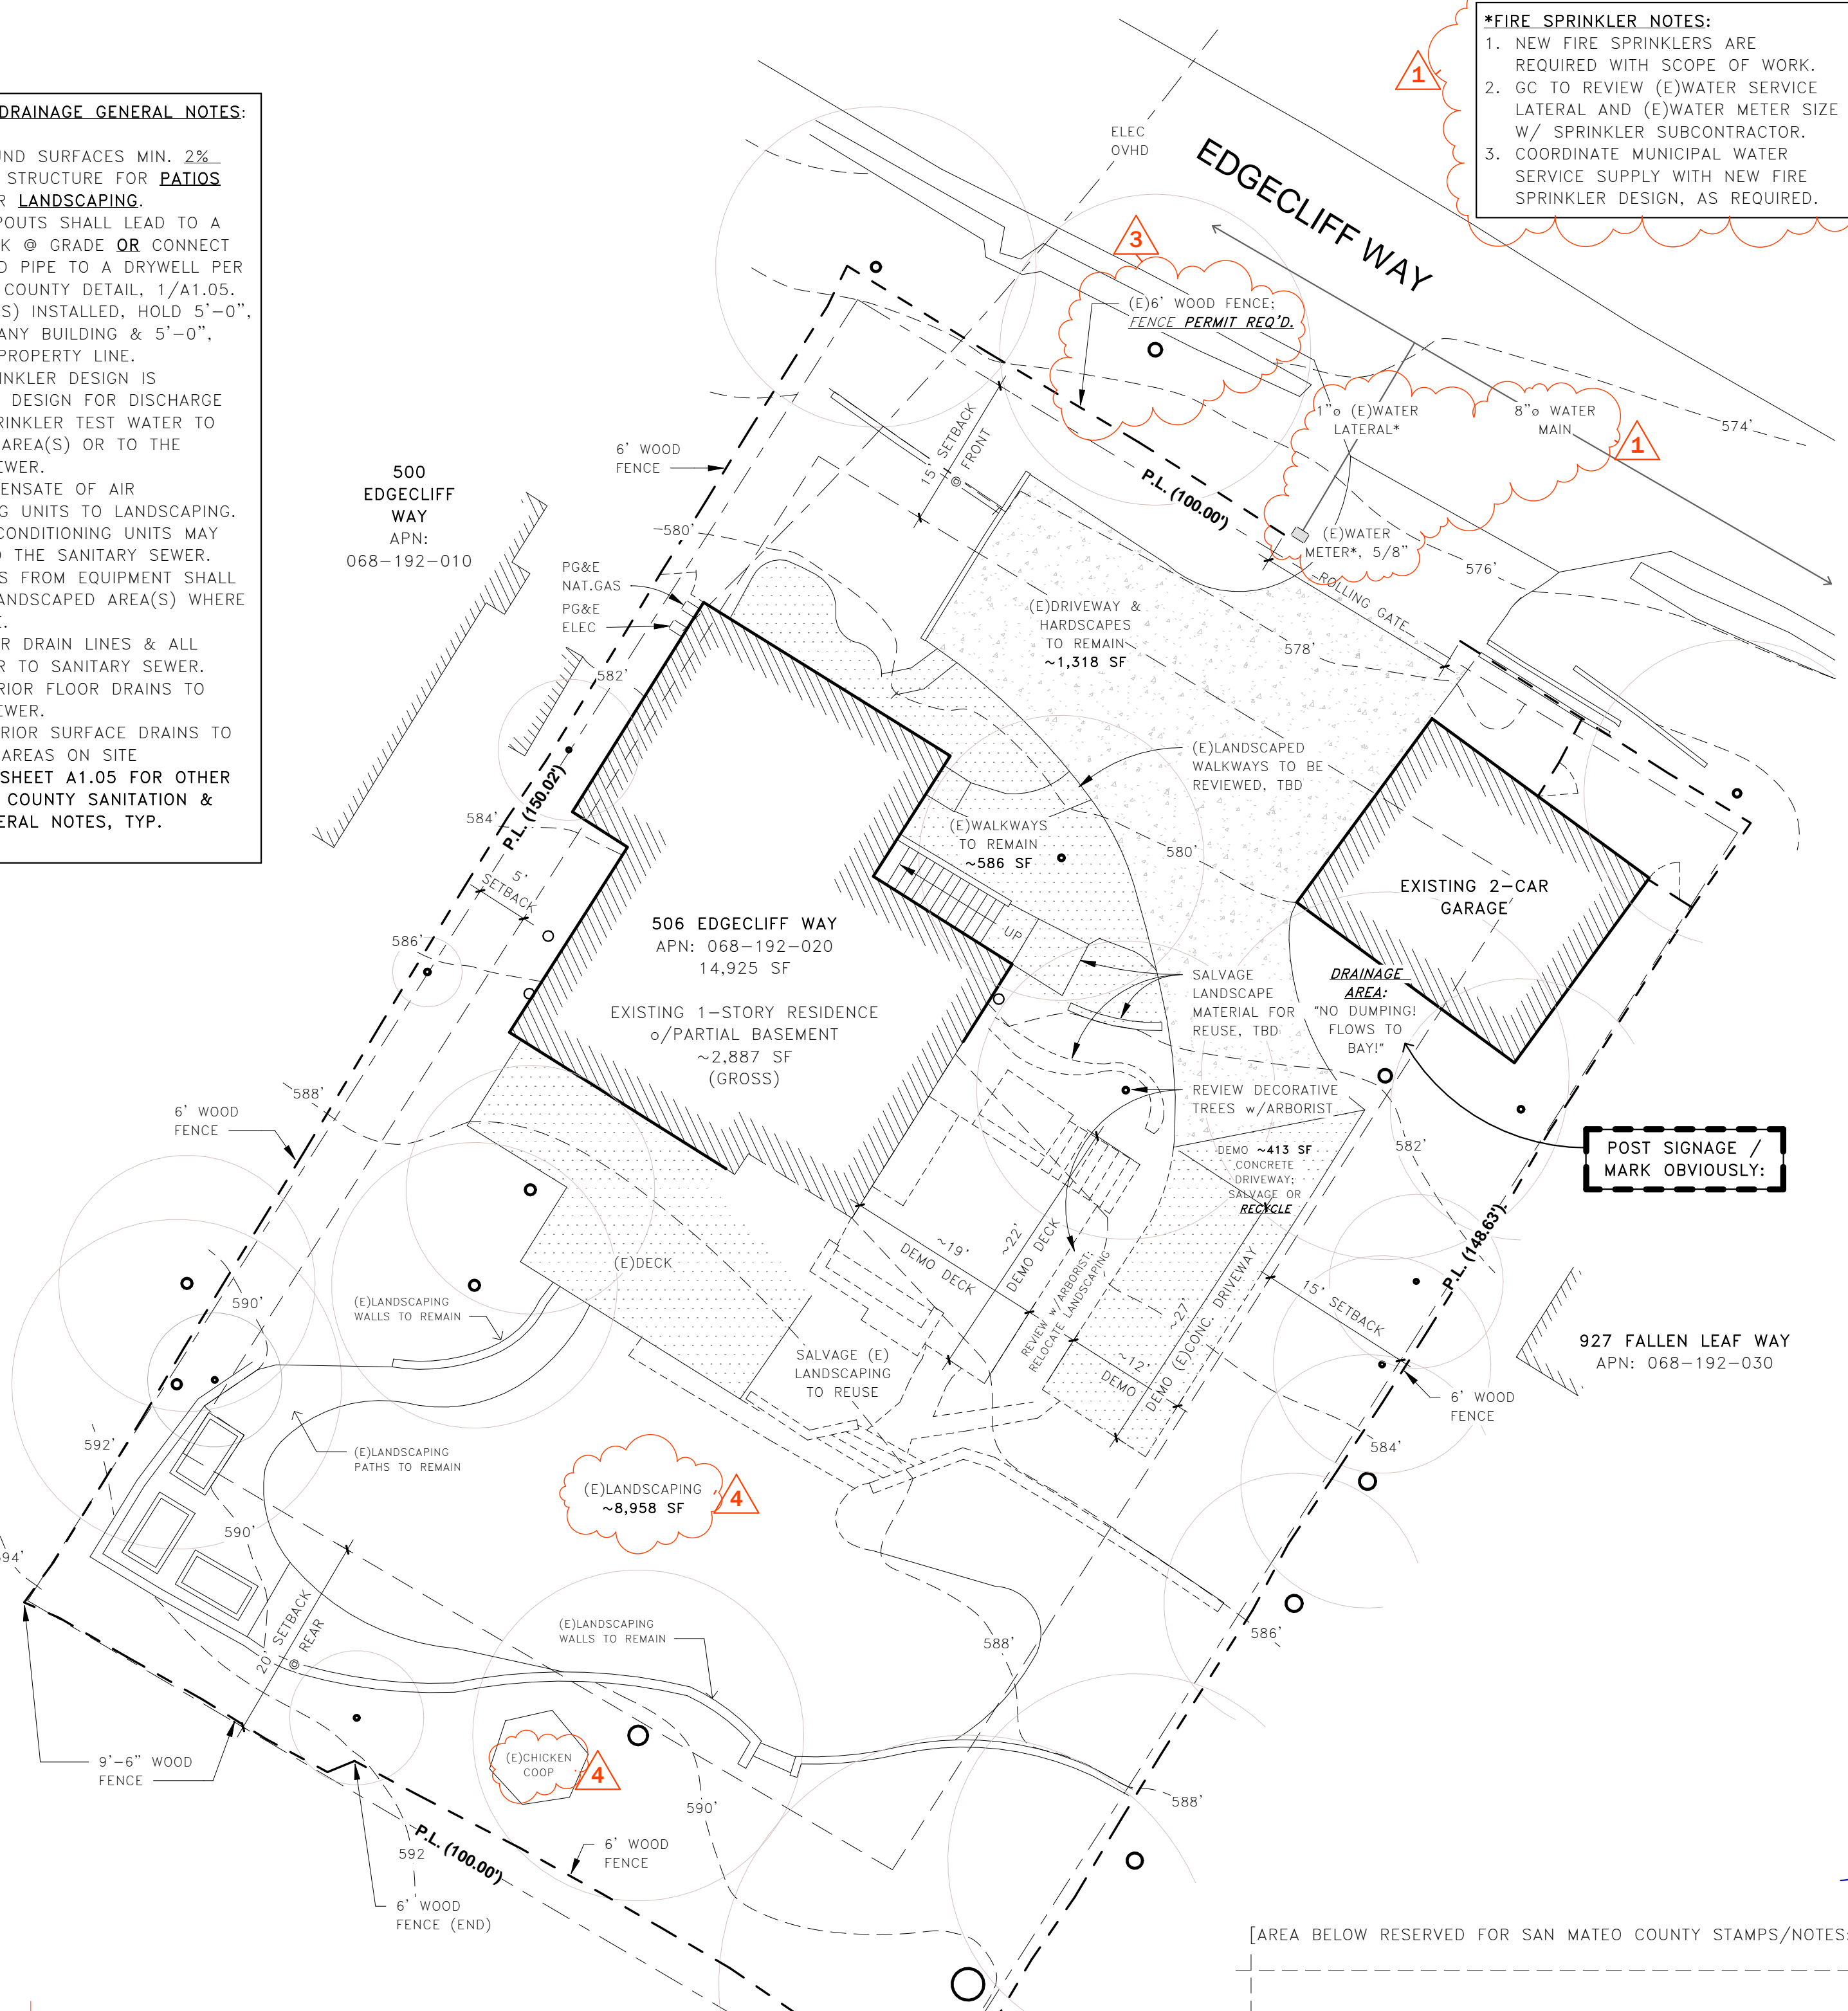 *FIRE SPRINKLER NOTES:
1. NEW FIRE SPRINKLERS ARE
REQUIRED WITH SCOPE OF WORK.
2. GC TO REVIEW (E)WATER SERVICE
LATERAL AND (E)WATER METER SIZE
W/ SPRINKLER SUBCONTRACTOR.
3. COORDINATE MUNICIPAL WATER
SERVICE SUPPLY WITH NEW FIRE
SPRINKLER DESIGN, AS REQUIRED.
1
DRAINAGE GENERAL NOTES:
UND SURFACES MIN. 2%
STRUCTURE FOR PATIOS
R LANDSCAPING.
POUTS SHALL LEAD TO A
K @ GRADE OR CONNECT
D PIPE TO A DRYWELL PER
COUNTY DETAIL, 1/A1.05.
S) INSTALLED, HOLD 5'-0",
ANY BUILDING & 5'-0",
PROPERTY LINE.
INKLER DESIGN IS
DESIGN FOR DISCHARGE
RINKLER TEST WATER TO
AREA(S) OR TO THE
EWER.
ENSATE OF AIR
G UNITS TO LANDSCAPING.
CONDITIONING UNITS MAY
O THE SANITARY SEWER.
S FROM EQUIPMENT SHALL
ANDSCAPED AREA(S) WHERE
E.
R DRAIN LINES & ALL
R TO SANITARY SEWER.
RIOR FLOOR DRAINS TO
EWER.
RIOR SURFACE DRAINS TO
AREAS ON SITE
SHEET A1.05 FOR OTHER
COUNTY SANITATION &
ERAL NOTES, TYP.
ELEC
OVHD
EDGECLIFF WAY
3
(E)6' WOOD FENCE;
FENCE PERMIT REQ'D.
1"ø (E)WATER
LATERAL*
8"ø WATER
MAIN
1
574'
6' WOOD
FENCE
15' SETBACK
@ FRONT
P.L. (100.00')
500
EDGECLIFF
WAY
APN:
068-192-010
580'
(E)WATER
METER*, 5/8"
576'
ROLLING GATE
PG&E
NAT.GAS
PG&E
ELEC
(E)DRIVEWAY &
HARDSCAPES
TO REMAIN
~1,318 SF
578'
582'
(E)LANDSCAPED
WALKWAYS TO BE
REVIEWED, TBD
P.L. (150.02')
584'
(E)WALKWAYS
TO REMAIN
~586 SF
580'
5'
SETBACK
EXISTING 2-CAR
GARAGE
506 EDGECLIFF WAY
APN: 068-192-020
14,925 SF
UP
586'
EXISTING 1-STORY RESIDENCE
o/PARTIAL BASEMENT
~2,887 SF
(GROSS)
SALVAGE
LANDSCAPE
MATERIAL FOR
REUSE, TBD
DRAINAGE
AREA:
"NO DUMPING!
FLOWS TO
BAY!"
588'
6' WOOD
FENCE
REVIEW DECORATIVE
TREES w/ARBORIST
582'
POST SIGNAGE /
MARK OBVIOUSLY:
DEMO ~413 SF
CONCRETE
DRIVEWAY;
SALVAGE OR
RECYCLE
~19'
DEMO DECK
~22'
DEMO DECK
REVIEW w/ARBORIST;
RELOCATE LANDSCAPING
~27'
DEMO (E)CONC. DRIVEWAY
~12'
DEMO
15' SETBACK
P.L. (148.63')
(E)DECK
590'
(E)LANDSCAPING
WALLS TO REMAIN
927 FALLEN LEAF WAY
APN: 068-192-030
SALVAGE (E)
LANDSCAPING
TO REUSE
6' WOOD
FENCE
592'
(E)LANDSCAPING
PATHS TO REMAIN
584'
(E)LANDSCAPING
~8,958 SF
4
590'
594'
20' SETBACK
@ REAR
(E)LANDSCAPING
WALLS TO REMAIN
588'
586'
9'-6" WOOD
FENCE
(E)CHICKEN
COOP
4
590'
588'
592
P.L. (100.00')
6' WOOD
FENCE
6' WOOD
FENCE (END)
[AREA BELOW RESERVED FOR SAN MATEO COUNTY STAMPS/NOTES: